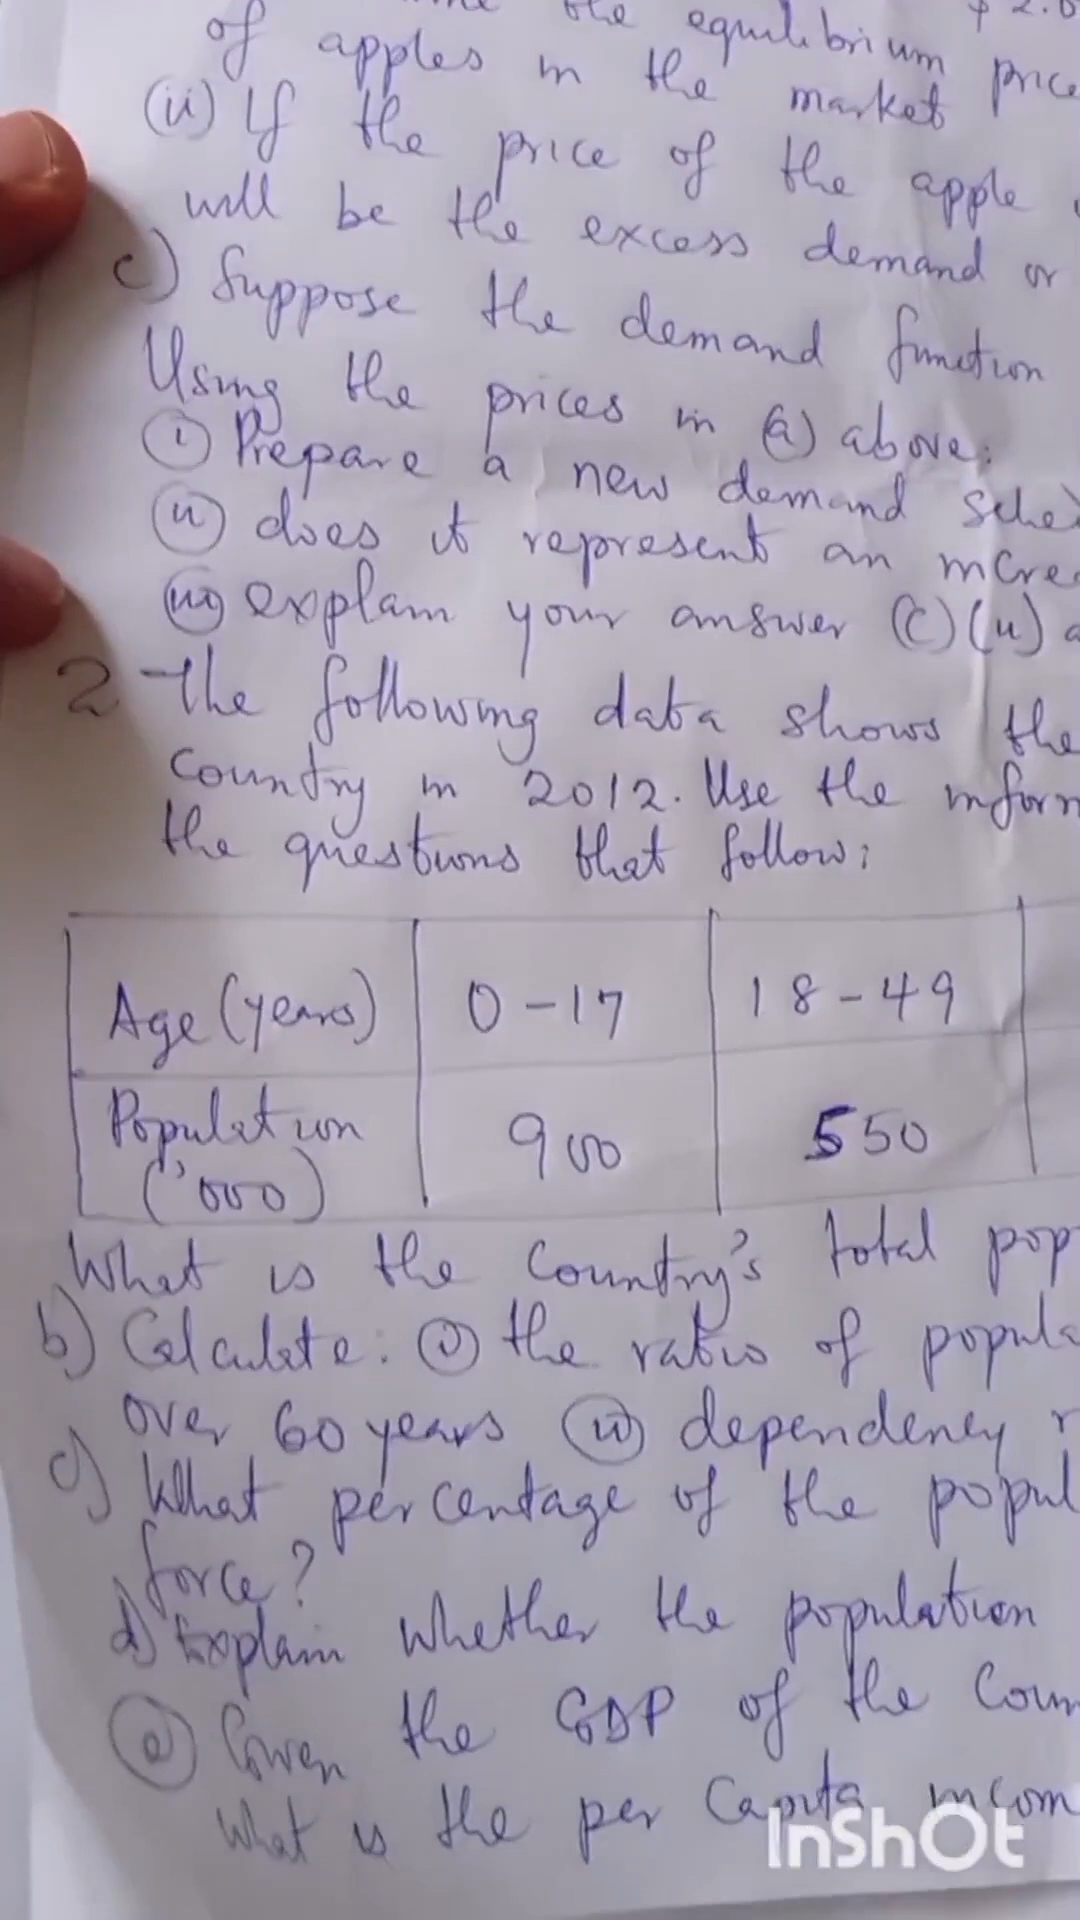 the equilibrium
of apples in the market price
(ii) If the price of the apple
will be the excess demand or
c) Suppose the demand function
Using the prices in (a) above:
(i) Prepare a new demand sche
(ii) does it represent an incre
(iii) explain your answer (c)(ii) a
2 The following data shows the
country in 2012. Use the inform
the questions that follow:
Age (years) 0-17 18-49
Population ('000) 900 550
What is the Country's total pop
b) Calculate: (i) the ratio of popula
over 60 years (ii) dependency r
c) What percentage of the popul
force?
d) Explain whether the population
(e) Given the GDP of the Coun
What is the per Capita incom
InShOt